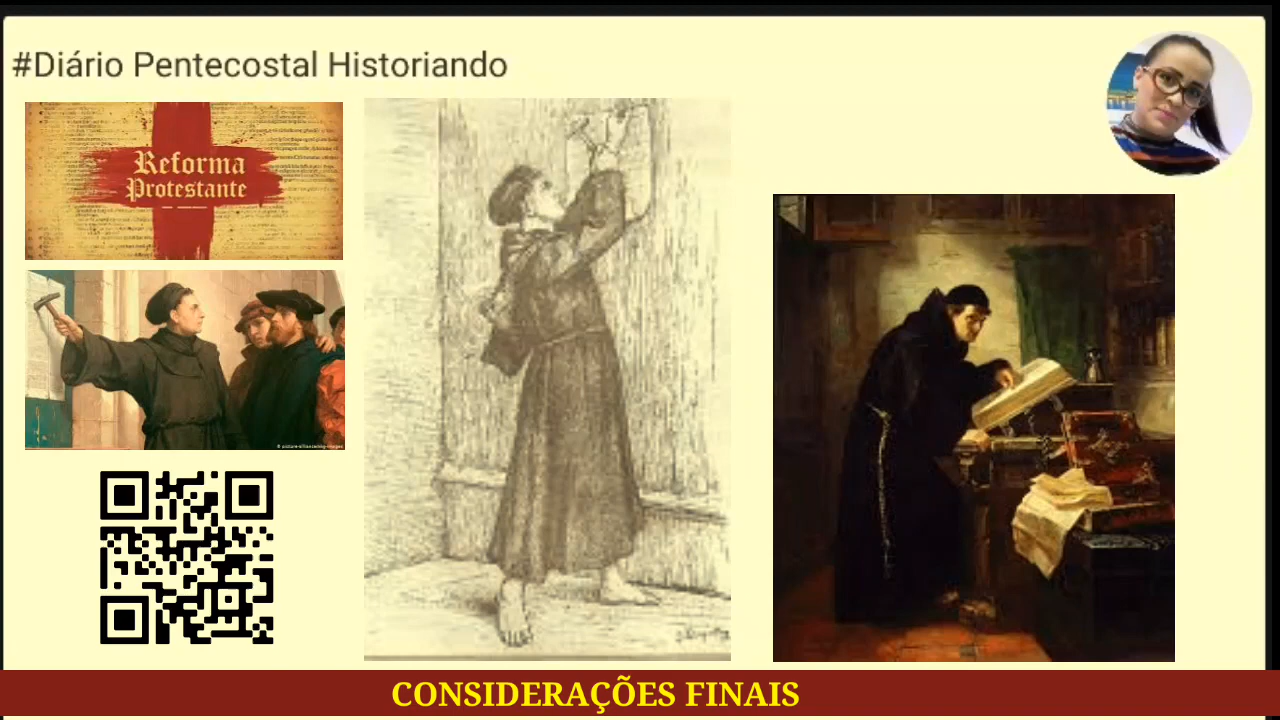 #Diário Pentecostal Historiando
Reforma
Protestante
CONSIDERAÇÕES FINAIS